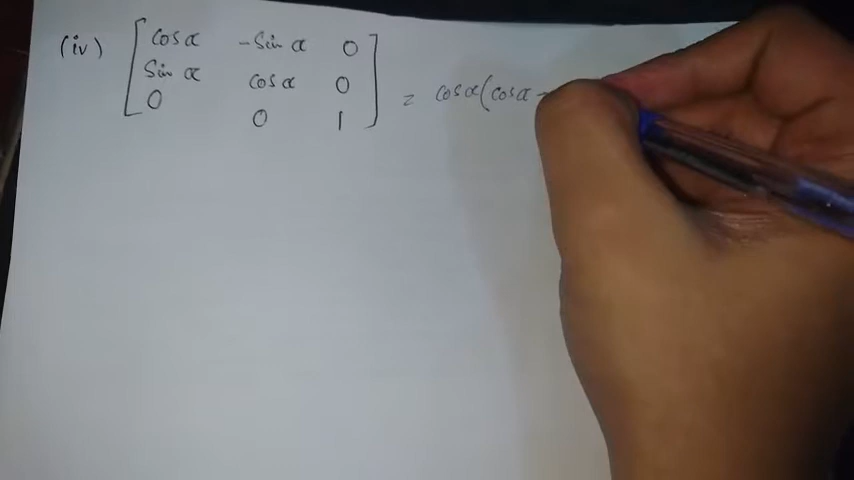 (iv) [ cos α -sin α 0
sin α cos α 0
0 0 1 ] = cos α (cos α -